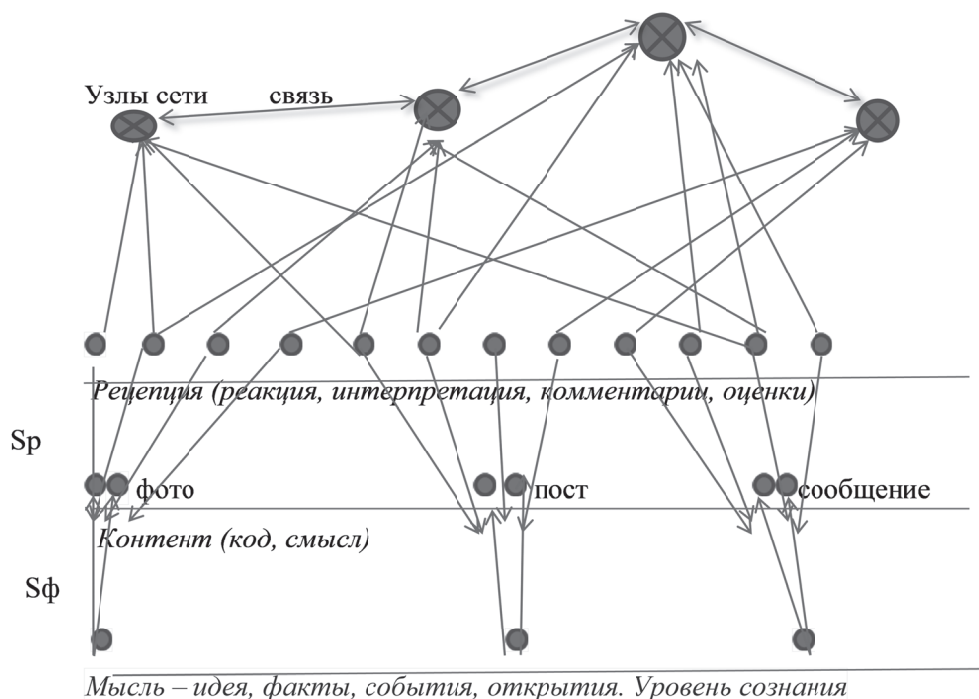 Узлы сети связь
Рецепция (реакция, интерпретация, комментарии, оценки)
Sp
фото пост сообщение
Контент (код, смысл)
Sф
Мысль – идея, факты, события, открытия. Уровень сознания